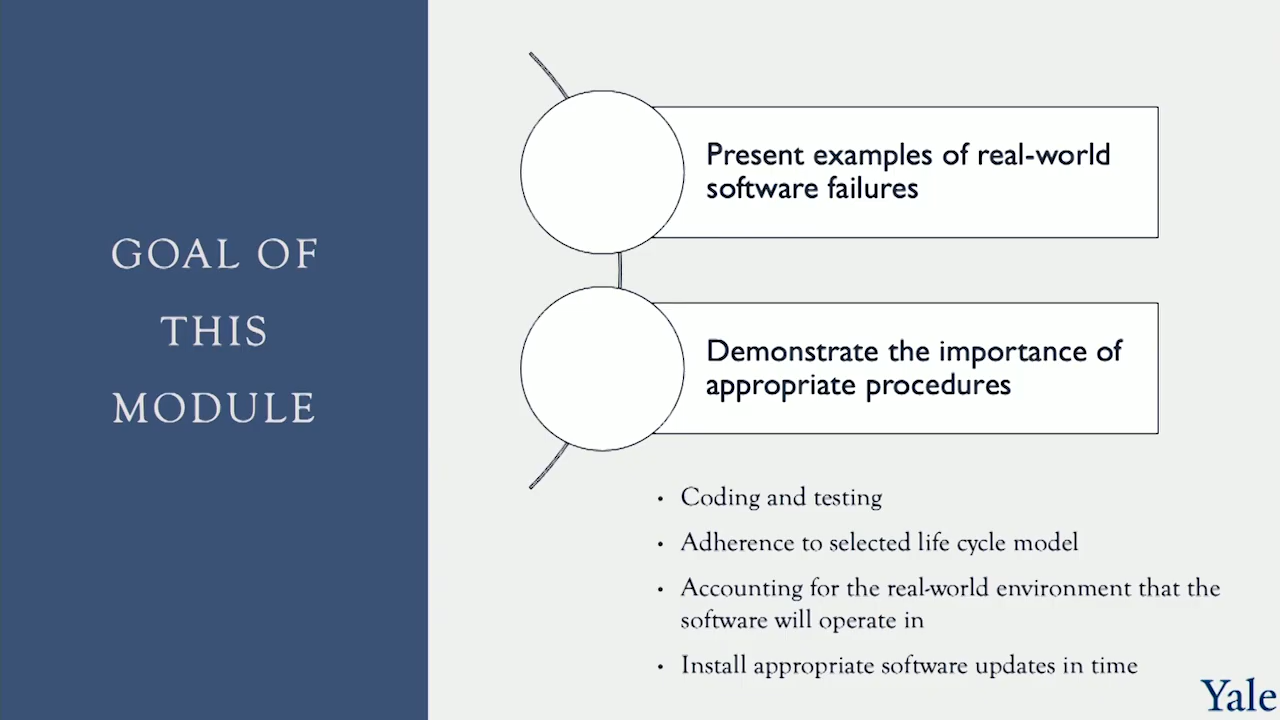 GOAL OF
THIS
MODULE
Present examples of real-world
software failures
Demonstrate the importance of
appropriate procedures
• Coding and testing
• Adherence to selected life cycle model
• Accounting for the real-world environment that the
software will operate in
• Install appropriate software updates in time
Yale